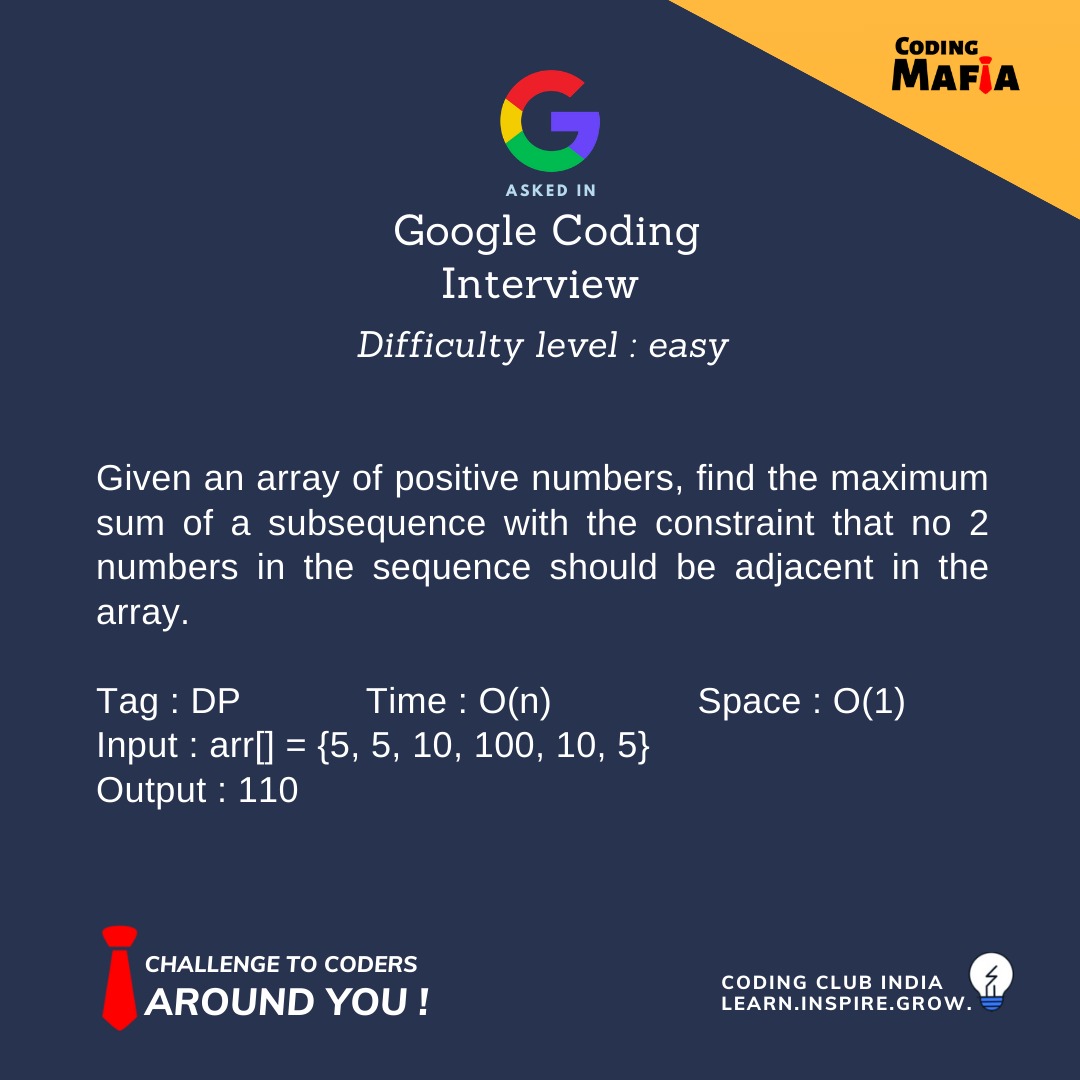 CODING
MAFIA
G
ASKED IN
Google Coding
Interview
Difficulty level : easy
Given an array of positive numbers, find the maximum
sum of a subsequence with the constraint that no 2
numbers in the sequence should be adjacent in the
array.
Tag : DP Time : O(n) Space : O(1)
Input : arr[] = {5, 5, 10, 100, 10, 5}
Output : 110
CHALLENGE TO CODERS
AROUND YOU !
CODING CLUB INDIA
LEARN.INSPIRE.GROW.